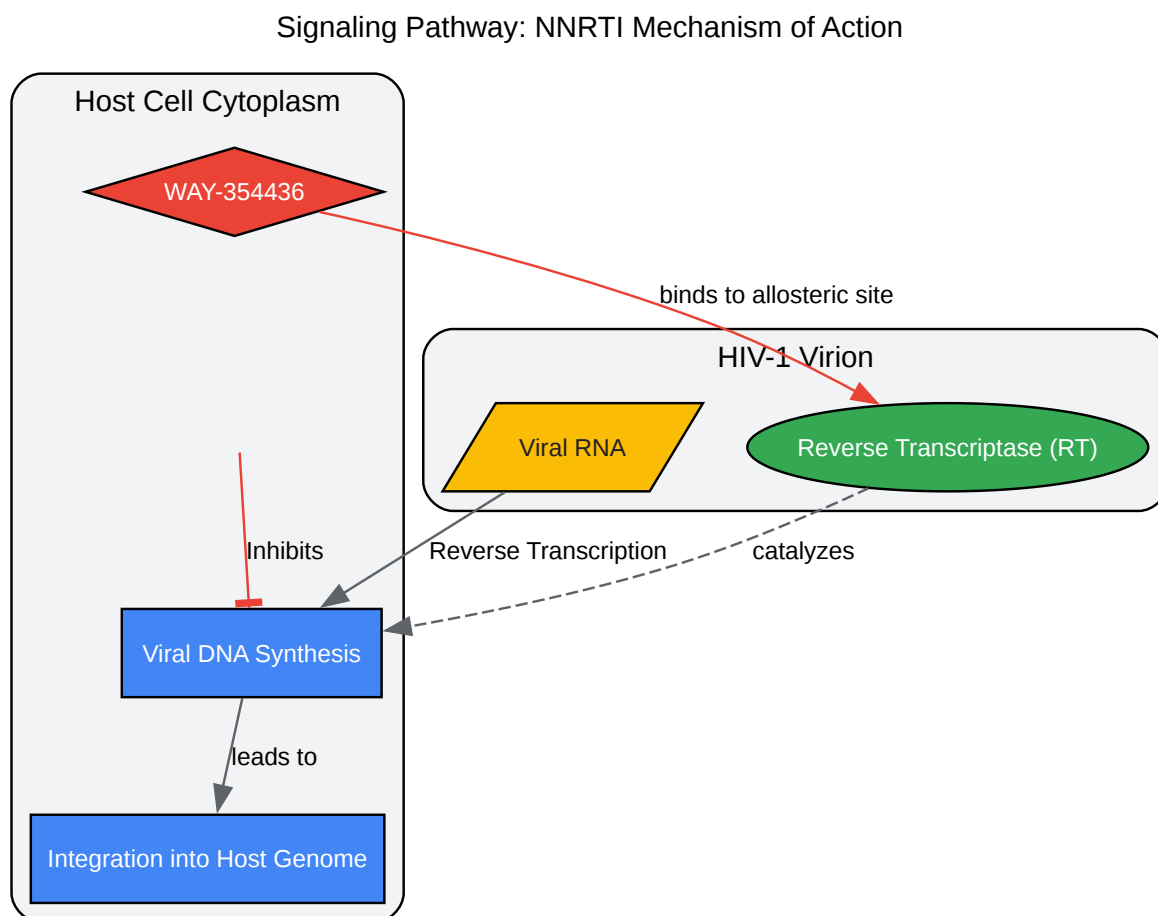 Signaling Pathway: NNRTI Mechanism of Action
Host Cell Cytoplasm
WAY-354436
binds to allosteric site
HIV-1 Virion
Viral RNA
Reverse Transcriptase (RT)
Inhibits
Reverse Transcription
catalyzes
Viral DNA Synthesis
leads to
Integration into Host Genome